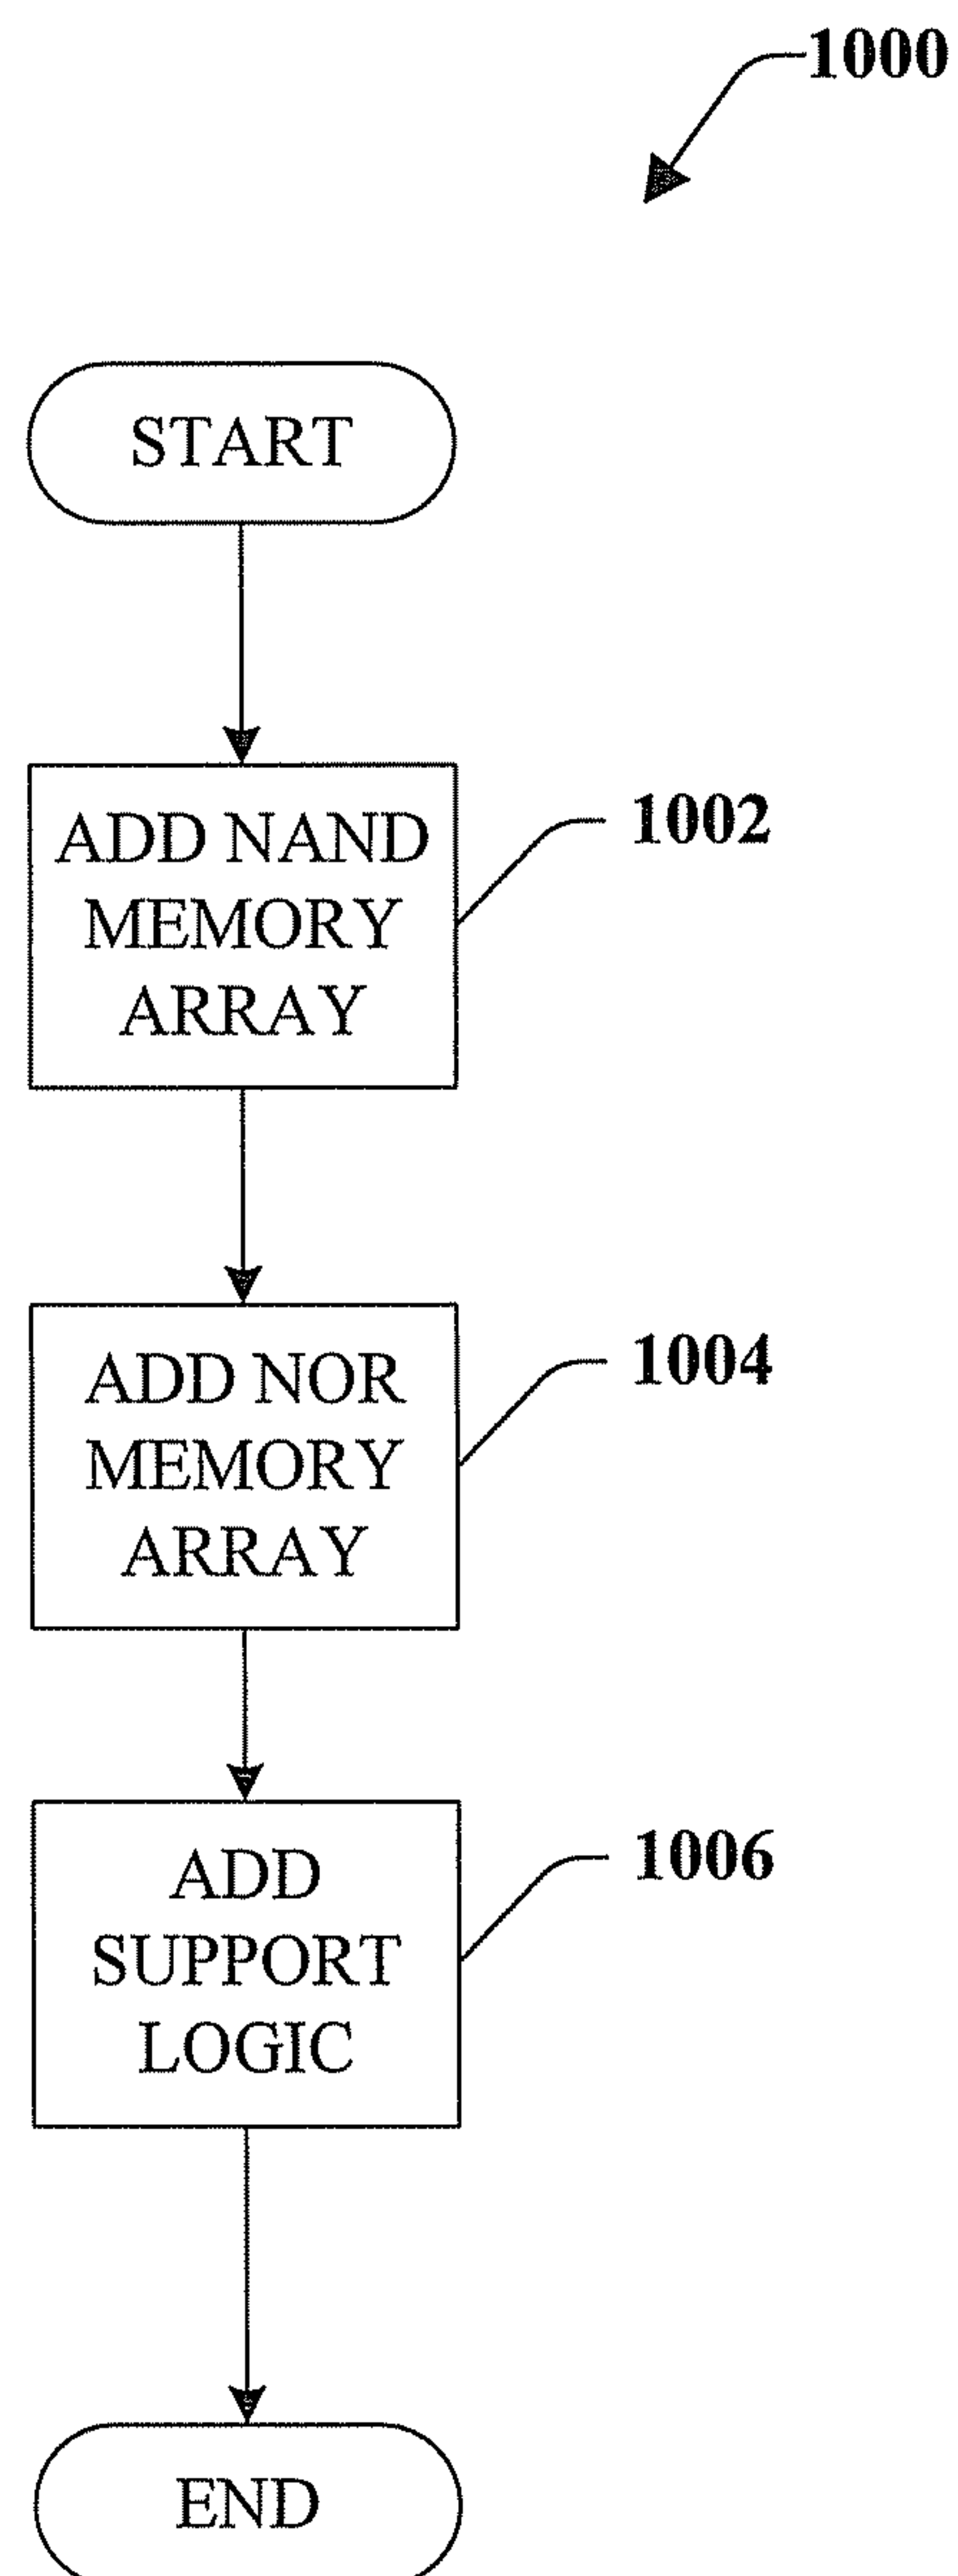 1000
START
ADD NAND
MEMORY
ARRAY
1002
ADD NOR
MEMORY
ARRAY
1004
ADD
SUPPORT
LOGIC
1006
END